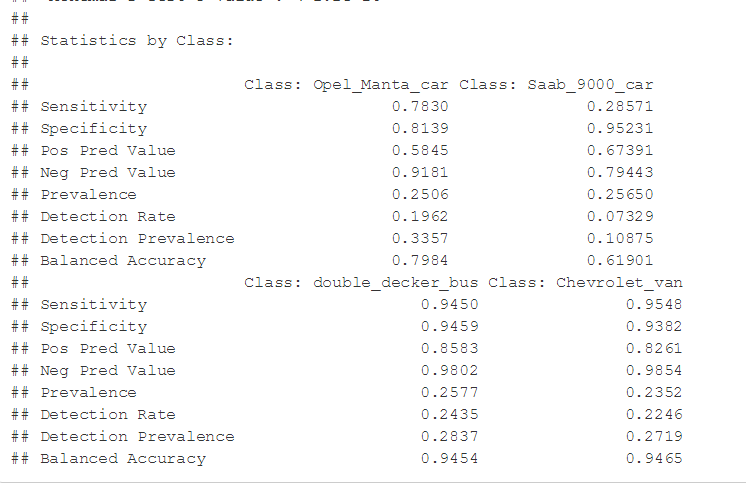 ##
## Statistics by Class:
##
##                      Class: Opel_Manta_car Class: Saab_9000_car
## Sensitivity                         0.7830              0.28571
## Specificity                         0.8139              0.95231
## Pos Pred Value                      0.5845              0.67391
## Neg Pred Value                      0.9181              0.79443
## Prevalence                          0.2506              0.25650
## Detection Rate                      0.1962              0.07329
## Detection Prevalence                0.3357              0.10875
## Balanced Accuracy                   0.7984              0.61901
##                      Class: double_decker_bus Class: Chevrolet_van
## Sensitivity                            0.9450               0.9548
## Specificity                            0.9459               0.9382
## Pos Pred Value                         0.8583               0.8261
## Neg Pred Value                         0.9802               0.9854
## Prevalence                             0.2577               0.2352
## Detection Rate                         0.2435               0.2246
## Detection Prevalence                   0.2837               0.2719
## Balanced Accuracy                      0.9454               0.9465